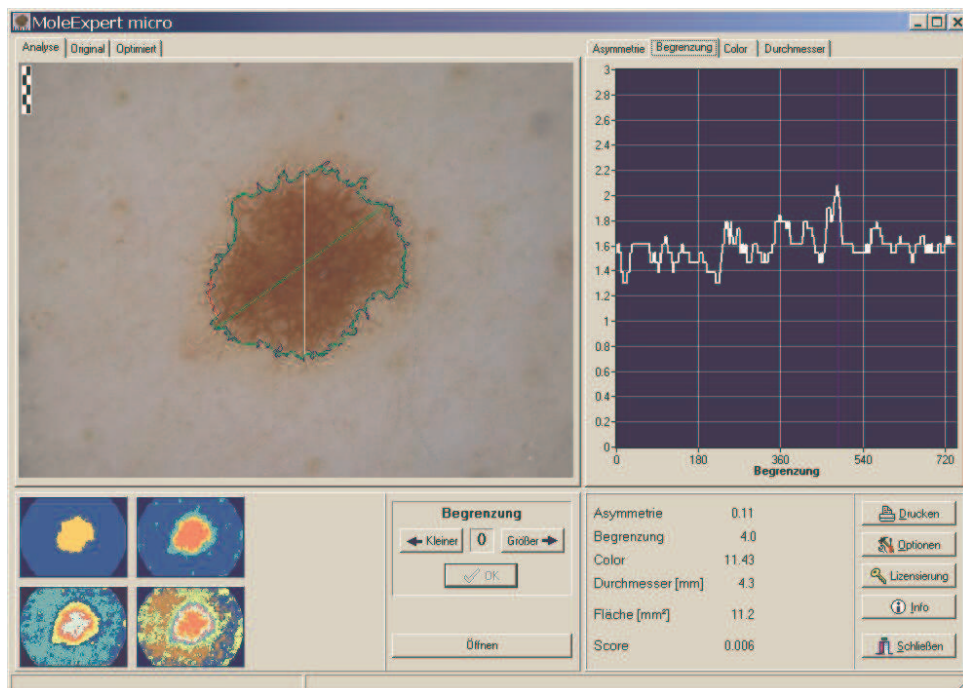 MoleExpert micro
Analyse Original Optimiert
Asymmetrie Begrenzung Color Durchmesser
3
2.8
2.6
2.4
2.2
2
1.8
1.6
1.4
1.2
1
0.8
0.6
0.4
0.2
0
0 180 360 540 720
Begrenzung
Begrenzung
Kleiner 0 Größer
OK
Öffnen
Asymmetrie 0.11
Begrenzung 4.0
Color 11.43
Durchmesser [mm] 4.3
Fläche [mm²] 11.2
Score 0.006
Drucken
Optionen
Lizensierung
Info
Schließen